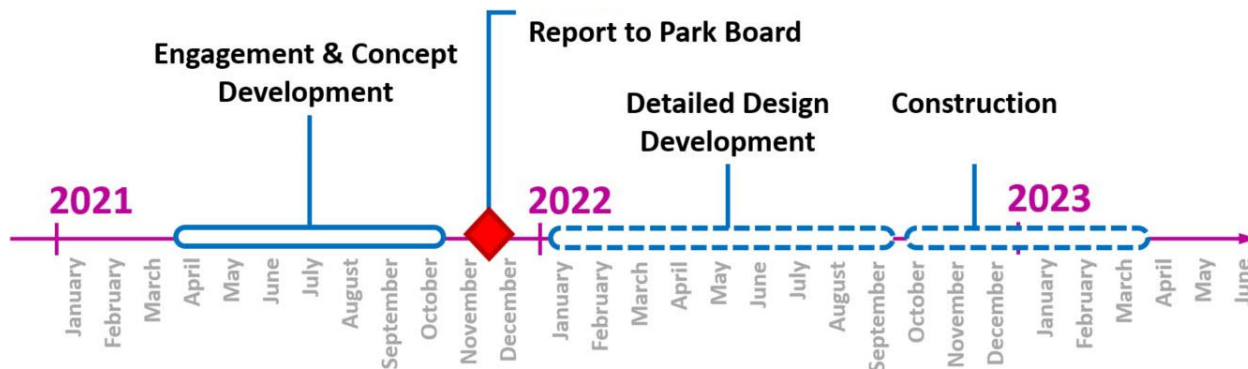 Report to Park Board
Engagement & Concept
Development
Detailed Design
Development
Construction
2021
2022
2023
January
February
March
April
May
June
July
August
September
October
November
December
January
February
March
April
May
June
July
August
September
October
November
December
January
February
March
April
May
June